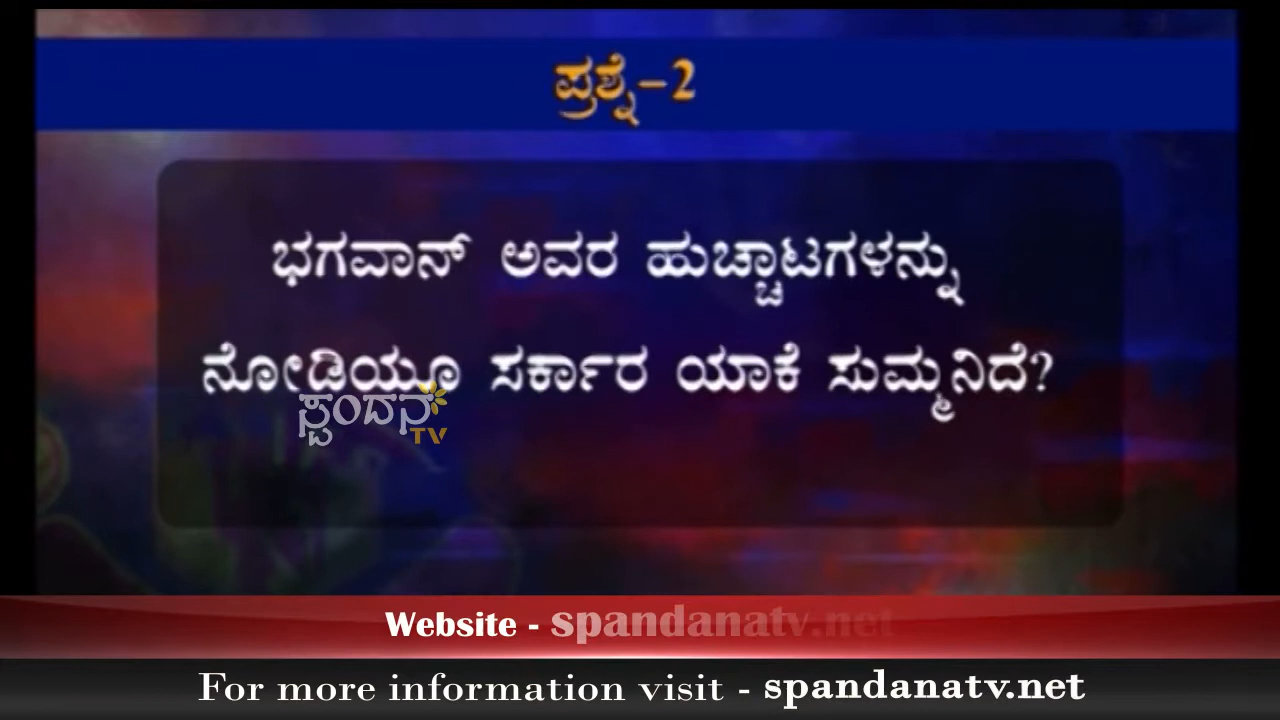 ಪ್ರಶ್ನೆ-2
ಭಗವಾನ್ ಅವರ ಹುಚ್ಚಾಟಗಳನ್ನು
ನೋಡಿಯೂ ಸರ್ಕಾರ ಯಾಕೆ ಸುಮ್ಮನಿದೆ?
ಸ್ಪಂದನ
TV
Website - spandanatv.net
For more information visit - spandanatv.net